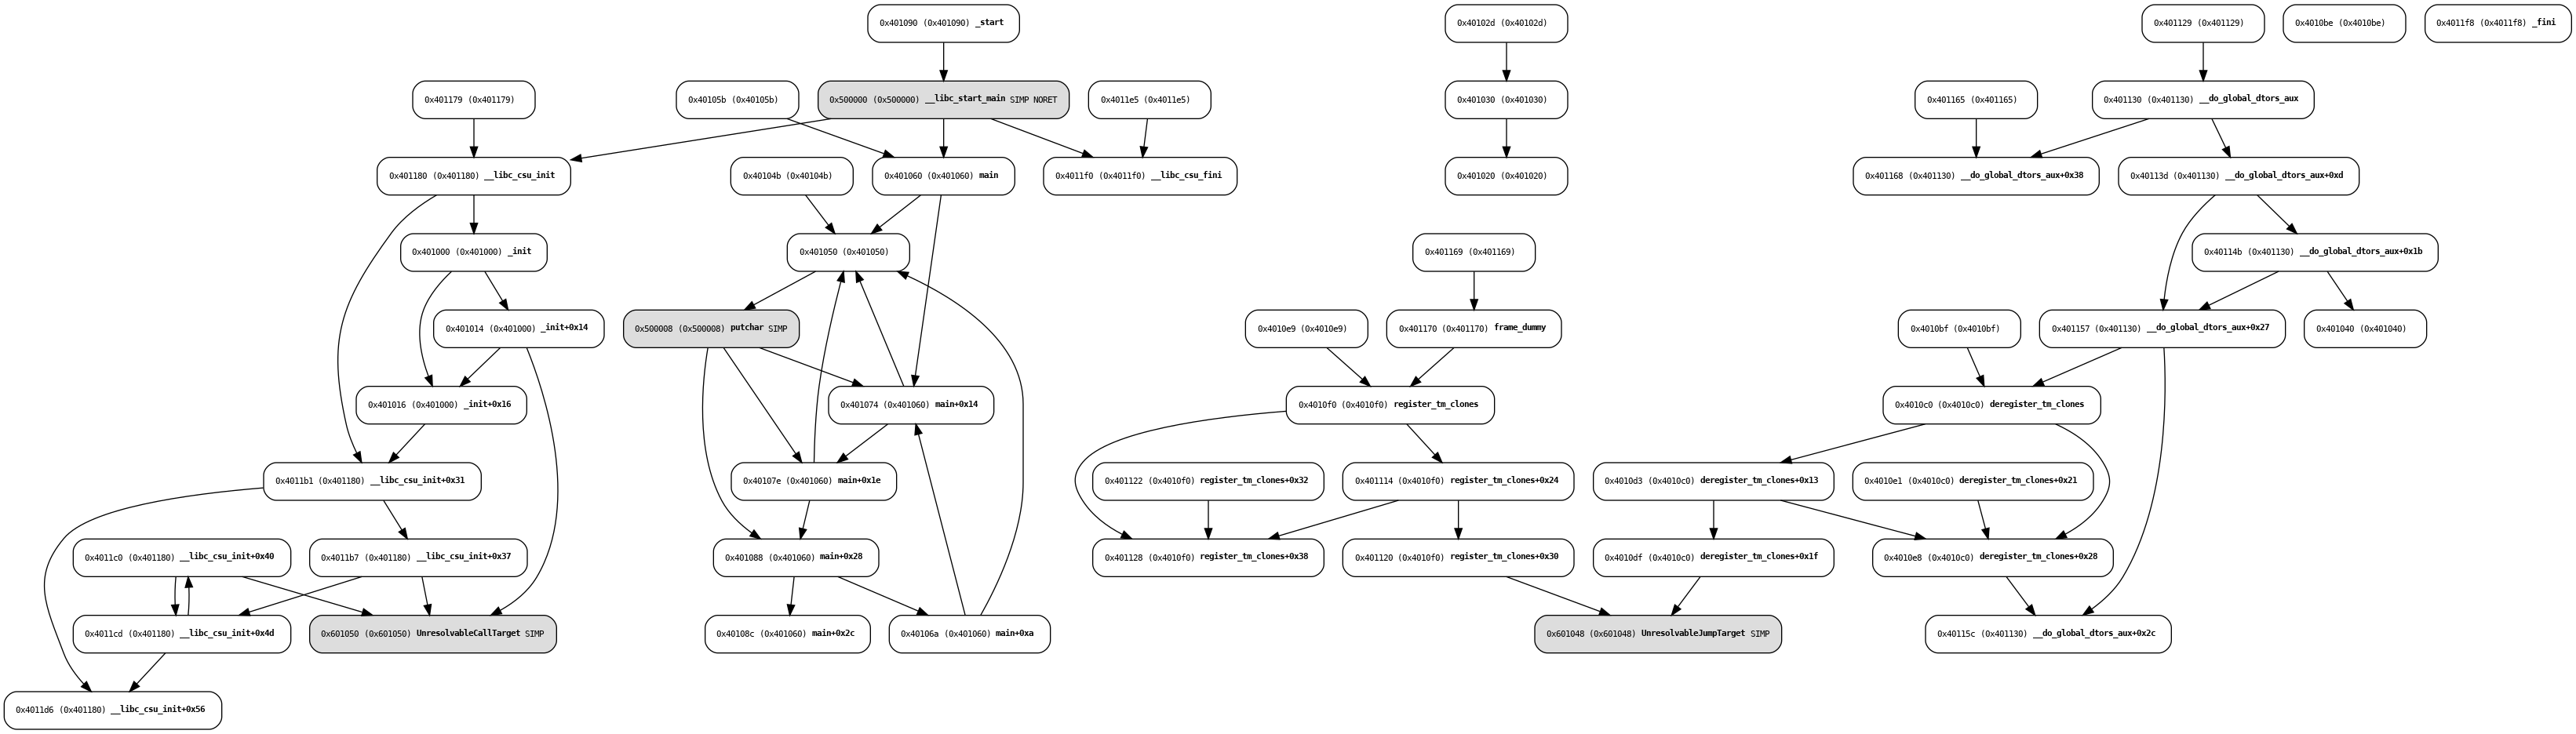 0x401090 (0x401090) _start
0x40102d (0x40102d)
0x401129 (0x401129)
0x4010be (0x4010be)
0x4011f8 (0x4011f8) _fini
0x401179 (0x401179)
0x40105b (0x40105b)
0x500000 (0x500000) __libc_start_main SIMP NORET
0x4011e5 (0x4011e5)
0x401030 (0x401030)
0x401165 (0x401165)
0x401130 (0x401130) __do_global_dtors_aux
0x401180 (0x401180) __libc_csu_init
0x40104b (0x40104b)
0x401060 (0x401060) main
0x4011f0 (0x4011f0) __libc_csu_fini
0x401020 (0x401020)
0x401168 (0x401130) __do_global_dtors_aux+0x38
0x40113d (0x401130) __do_global_dtors_aux+0xd
0x401000 (0x401000) _init
0x401050 (0x401050)
0x401169 (0x401169)
0x40114b (0x401130) __do_global_dtors_aux+0x1b
0x401014 (0x401000) _init+0x14
0x500008 (0x500008) putchar SIMP
0x4010e9 (0x4010e9)
0x401170 (0x401170) frame_dummy
0x4010bf (0x4010bf)
0x401157 (0x401130) __do_global_dtors_aux+0x27
0x401040 (0x401040)
0x401016 (0x401000) _init+0x16
0x401074 (0x401060) main+0x14
0x4010f0 (0x4010f0) register_tm_clones
0x4010c0 (0x4010c0) deregister_tm_clones
0x4011b1 (0x401180) __libc_csu_init+0x31
0x40107e (0x401060) main+0x1e
0x401122 (0x4010f0) register_tm_clones+0x32
0x401114 (0x4010f0) register_tm_clones+0x24
0x4010d3 (0x4010c0) deregister_tm_clones+0x13
0x4010e1 (0x4010c0) deregister_tm_clones+0x21
0x4011c0 (0x401180) __libc_csu_init+0x40
0x4011b7 (0x401180) __libc_csu_init+0x37
0x401088 (0x401060) main+0x28
0x401128 (0x4010f0) register_tm_clones+0x38
0x401120 (0x4010f0) register_tm_clones+0x30
0x4010df (0x4010c0) deregister_tm_clones+0x1f
0x4010e8 (0x4010c0) deregister_tm_clones+0x28
0x4011cd (0x401180) __libc_csu_init+0x4d
0x601050 (0x601050) UnresolvableCallTarget SIMP
0x40108c (0x401060) main+0x2c
0x40106a (0x401060) main+0xa
0x601048 (0x601048) UnresolvableJumpTarget SIMP
0x40115c (0x401130) __do_global_dtors_aux+0x2c
0x4011d6 (0x401180) __libc_csu_init+0x56